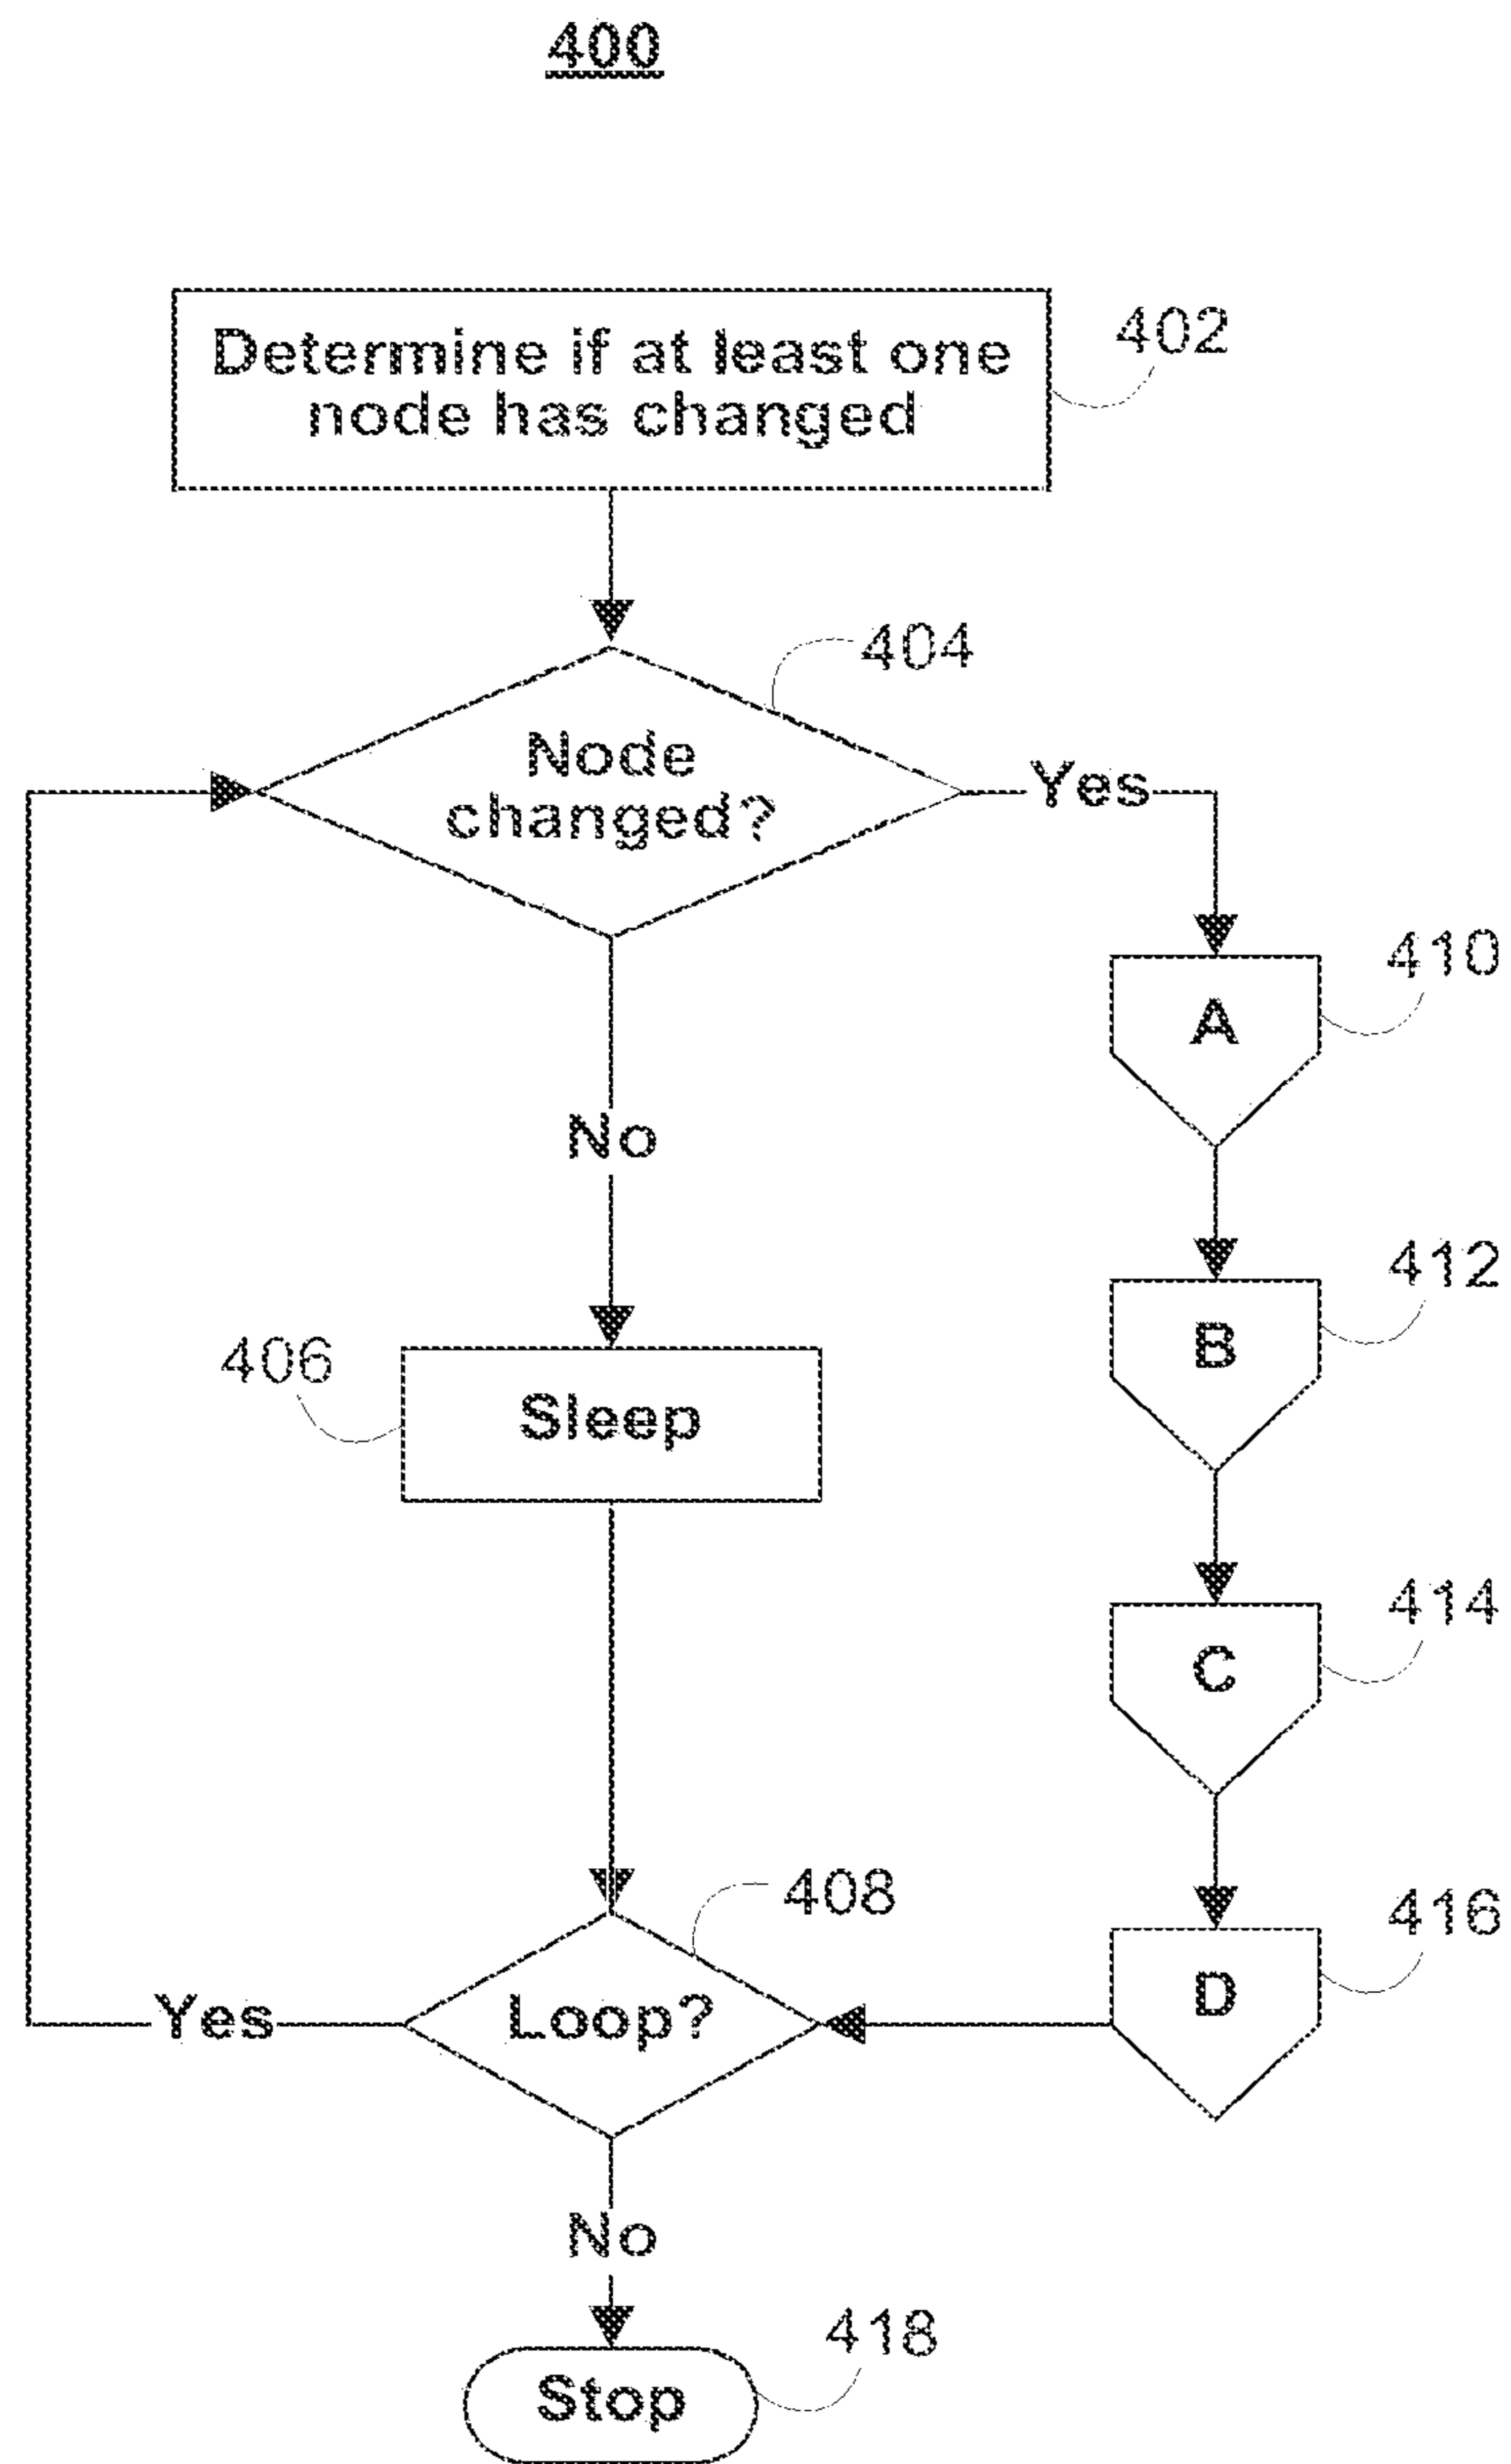 400
Determine if at least one
node has changed
402
404
Node
changed?
Yes
410
A
No
412
B
406
Sleep
414
C
408
416
Yes
Loop?
D
No
418
Stop